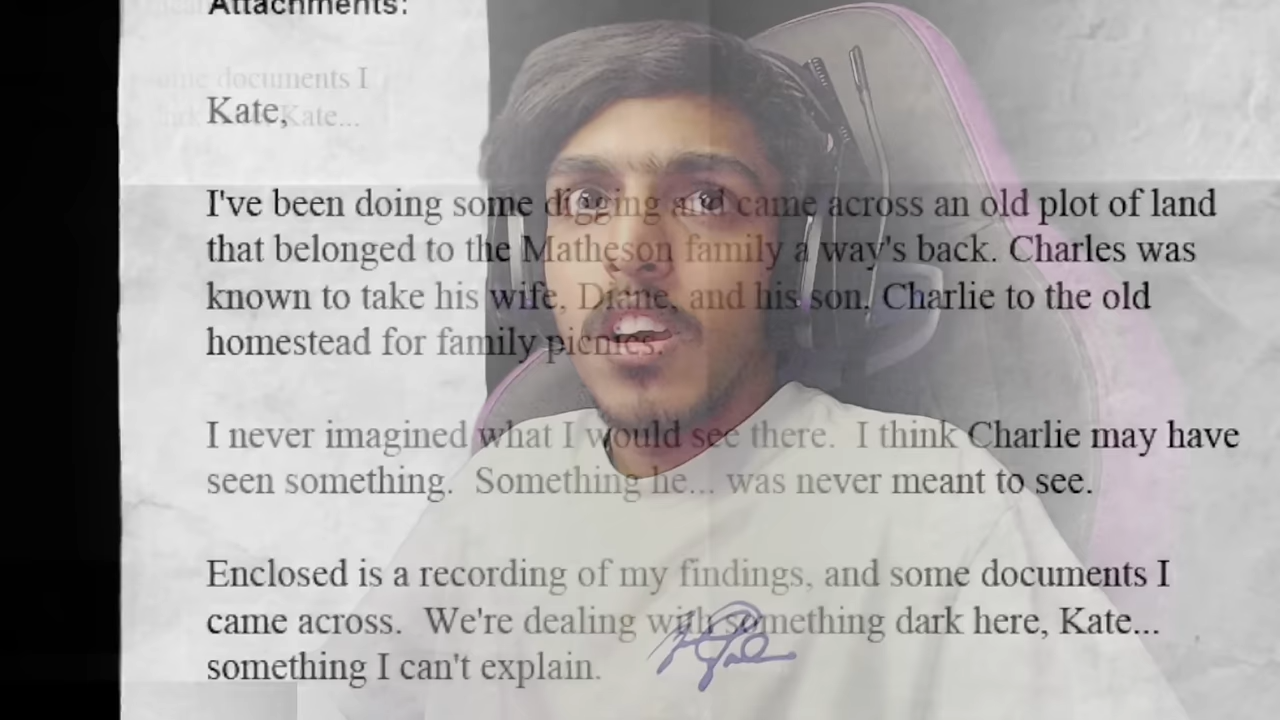 Attachments:
ome documents I
Kate,
Kate...
I've been doing some digging and came across an old plot of land
that belonged to the Matheson family a way's back. Charles was
known to take his wife, Diane, and his son, Charlie to the old
homestead for family picnics.
I never imagined what I would see there. I think Charlie may have
seen something. Something he... was never meant to see.
Enclosed is a recording of my findings, and some documents I
came across. We're dealing with something dark here, Kate...
something I can't explain.